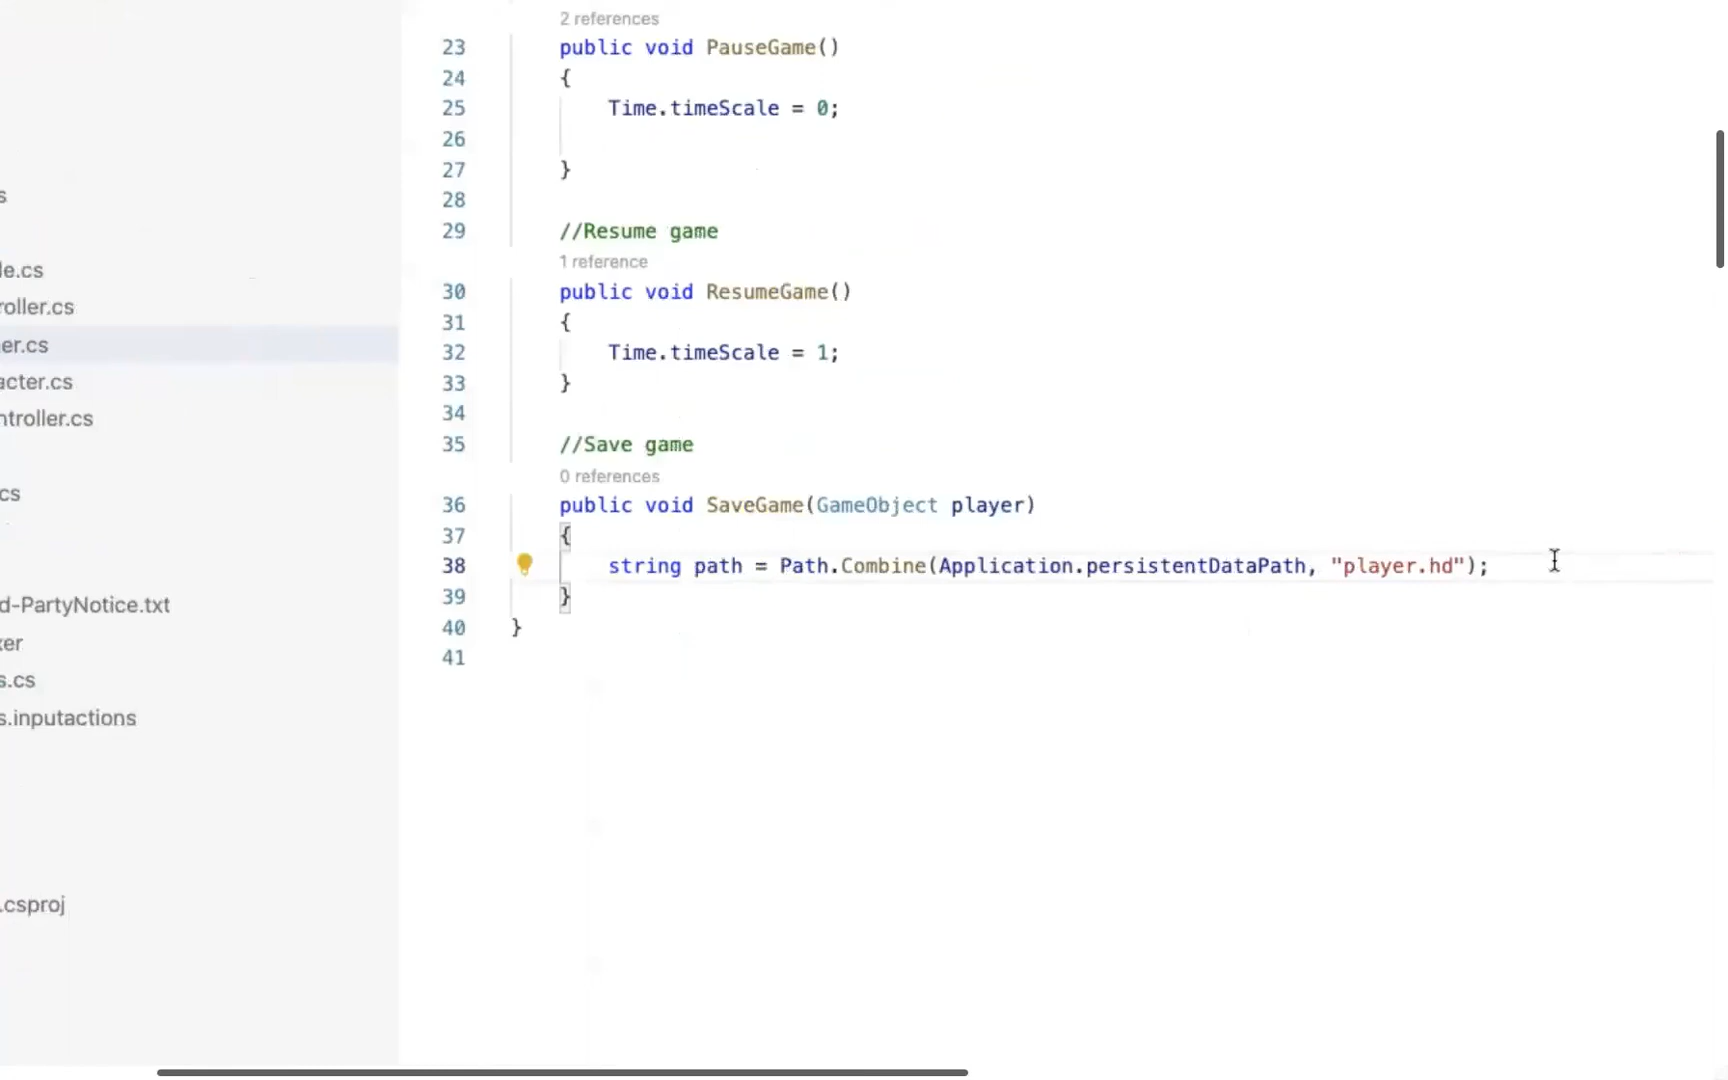 2 references
23 public void PauseGame()
24 {
25 Time.timeScale = 0;
26
27 }
28
29 //Resume game
1 reference
30 public void ResumeGame()
31 {
32 Time.timeScale = 1;
33 }
34
35 //Save game
0 references
36 public void SaveGame(GameObject player)
37 {
38 string path = Path.Combine(Application.persistentDataPath, "player.hd");
39 }
40 }
41
s
le.cs
roller.cs
er.cs
acter.cs
ntroller.cs
cs
d-PartyNotice.txt
xer
s.cs
s.inputactions
.csproj